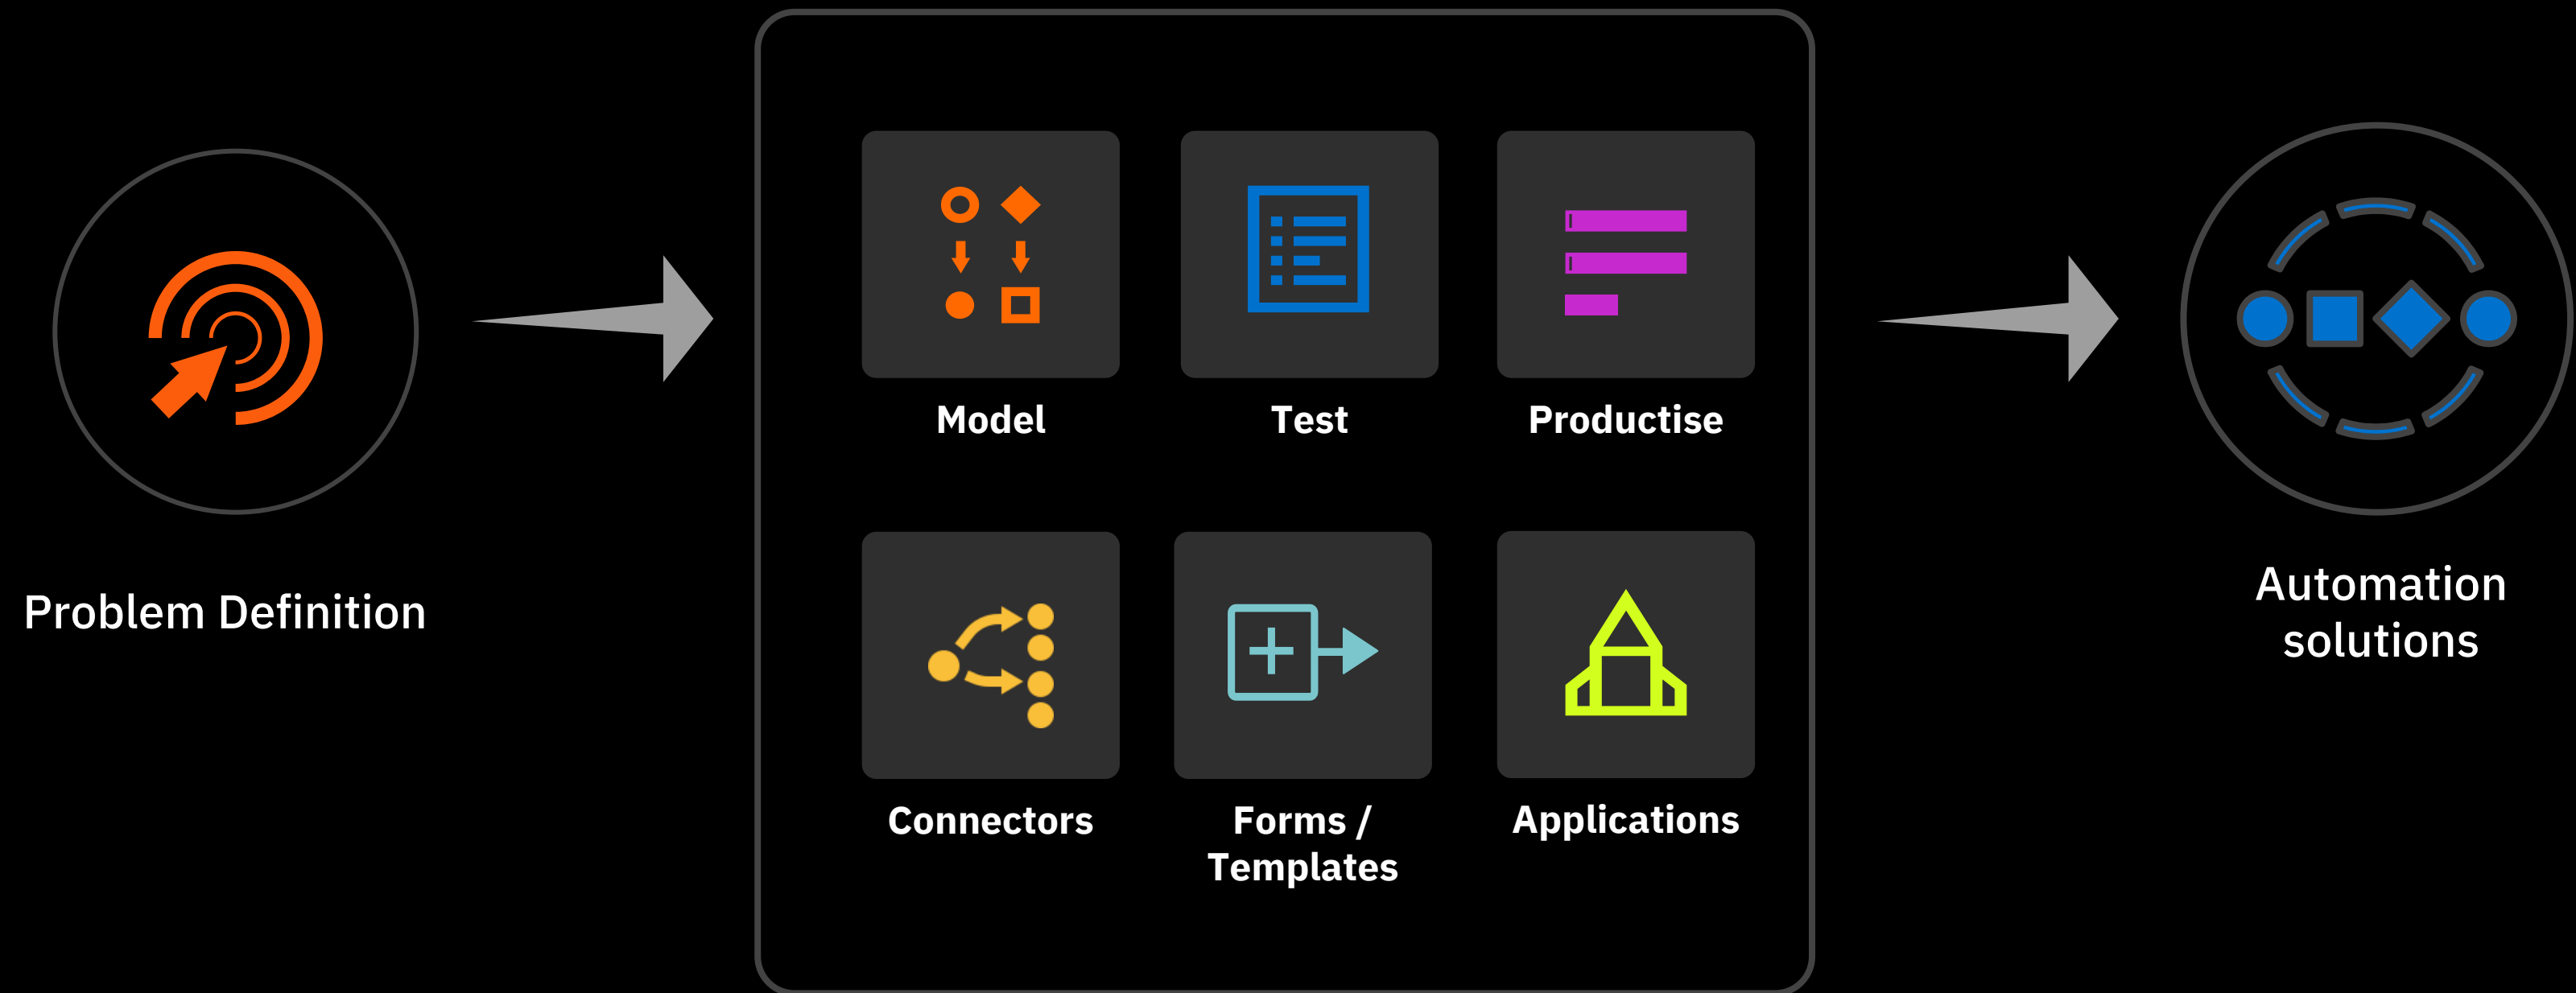 Problem Definition
Model
Test
Productise
Connectors
Forms /
Templates
Applications
Automation
solutions